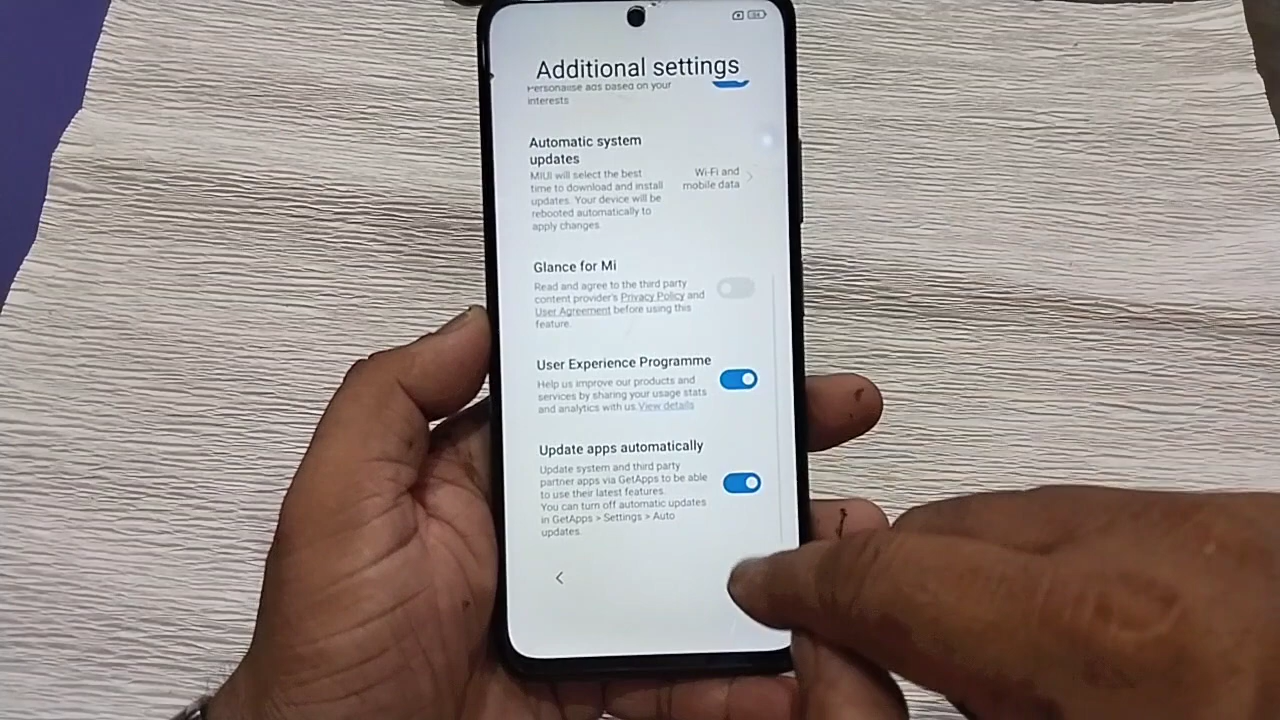 Additional settings
Personalise ads based on your
interests
Automatic system
updates
MIUI will select the best
time to download and install
updates. Your device will be
rebooted automatically to
apply changes.
Wi-Fi and
mobile data
Glance for Mi
Read and agree to the third party
content provider's Privacy Policy and
User Agreement before using this
feature.
User Experience Programme
Help us improve our products and
services by sharing your usage stats
and analytics with us.View details
Update apps automatically
Update system and third party
partner apps via GetApps to be able
to use their latest features.
You can turn off automatic updates
in GetApps > Settings > Auto
updates.